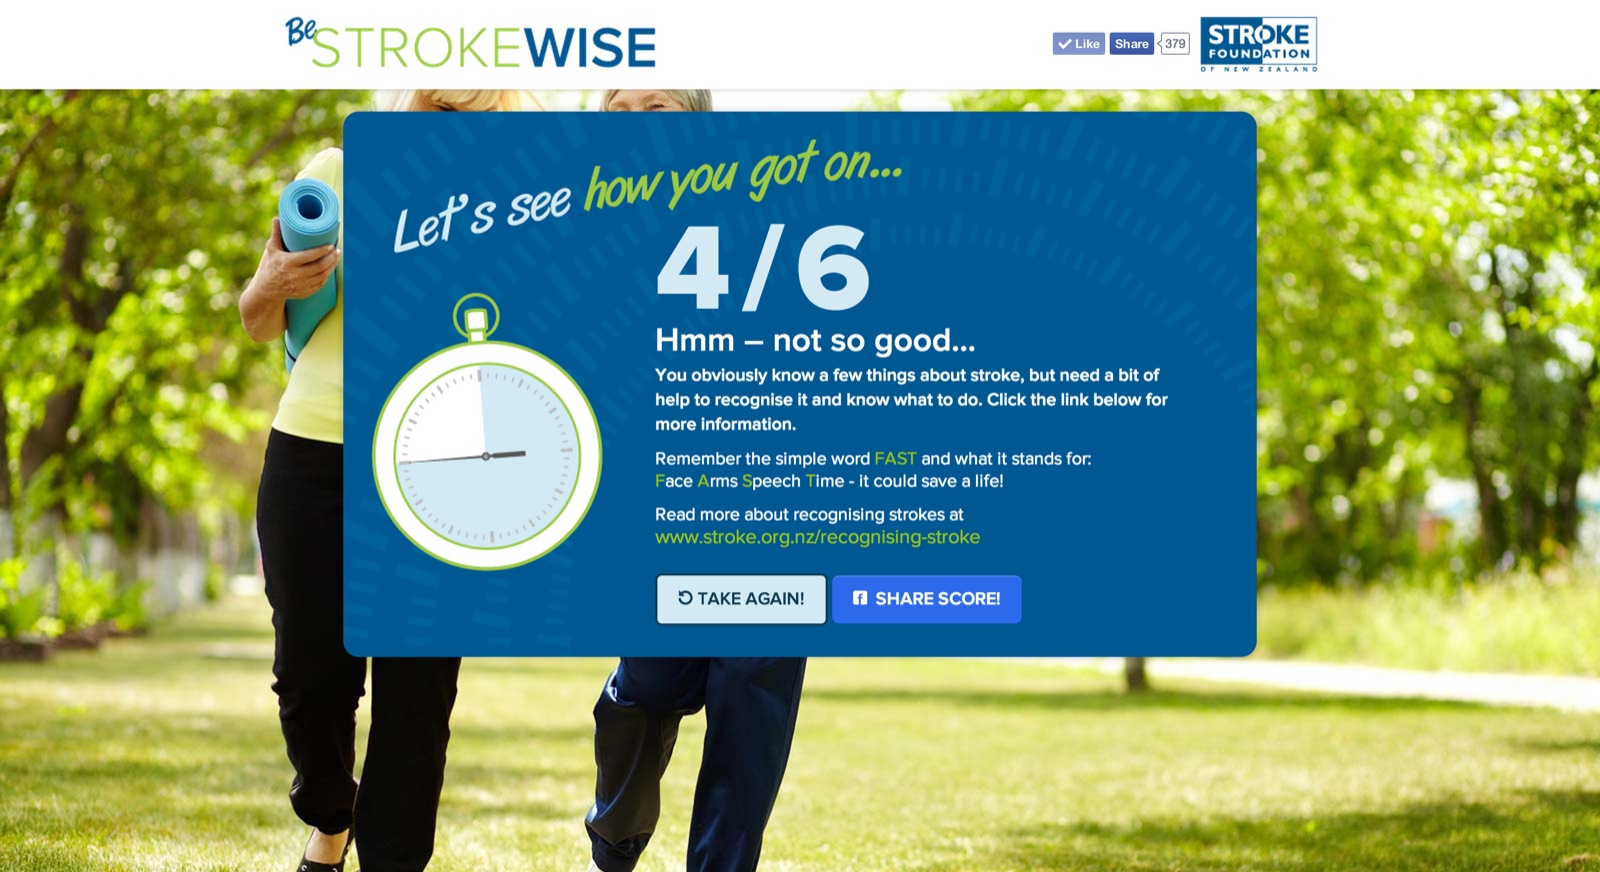 Be STROKEWISE
Like Share 379
STROKE
FOUNDATION
OF NEW ZEALAND
Let's see how you got on...
4/6
Hmm – not so good...
You obviously know a few things about stroke, but need a bit of
help to recognise it and know what to do. Click the link below for
more information.
Remember the simple word FAST and what it stands for:
Face Arms Speech Time - it could save a life!
Read more about recognising strokes at
www.stroke.org.nz/recognising-stroke
TAKE AGAIN! SHARE SCORE!